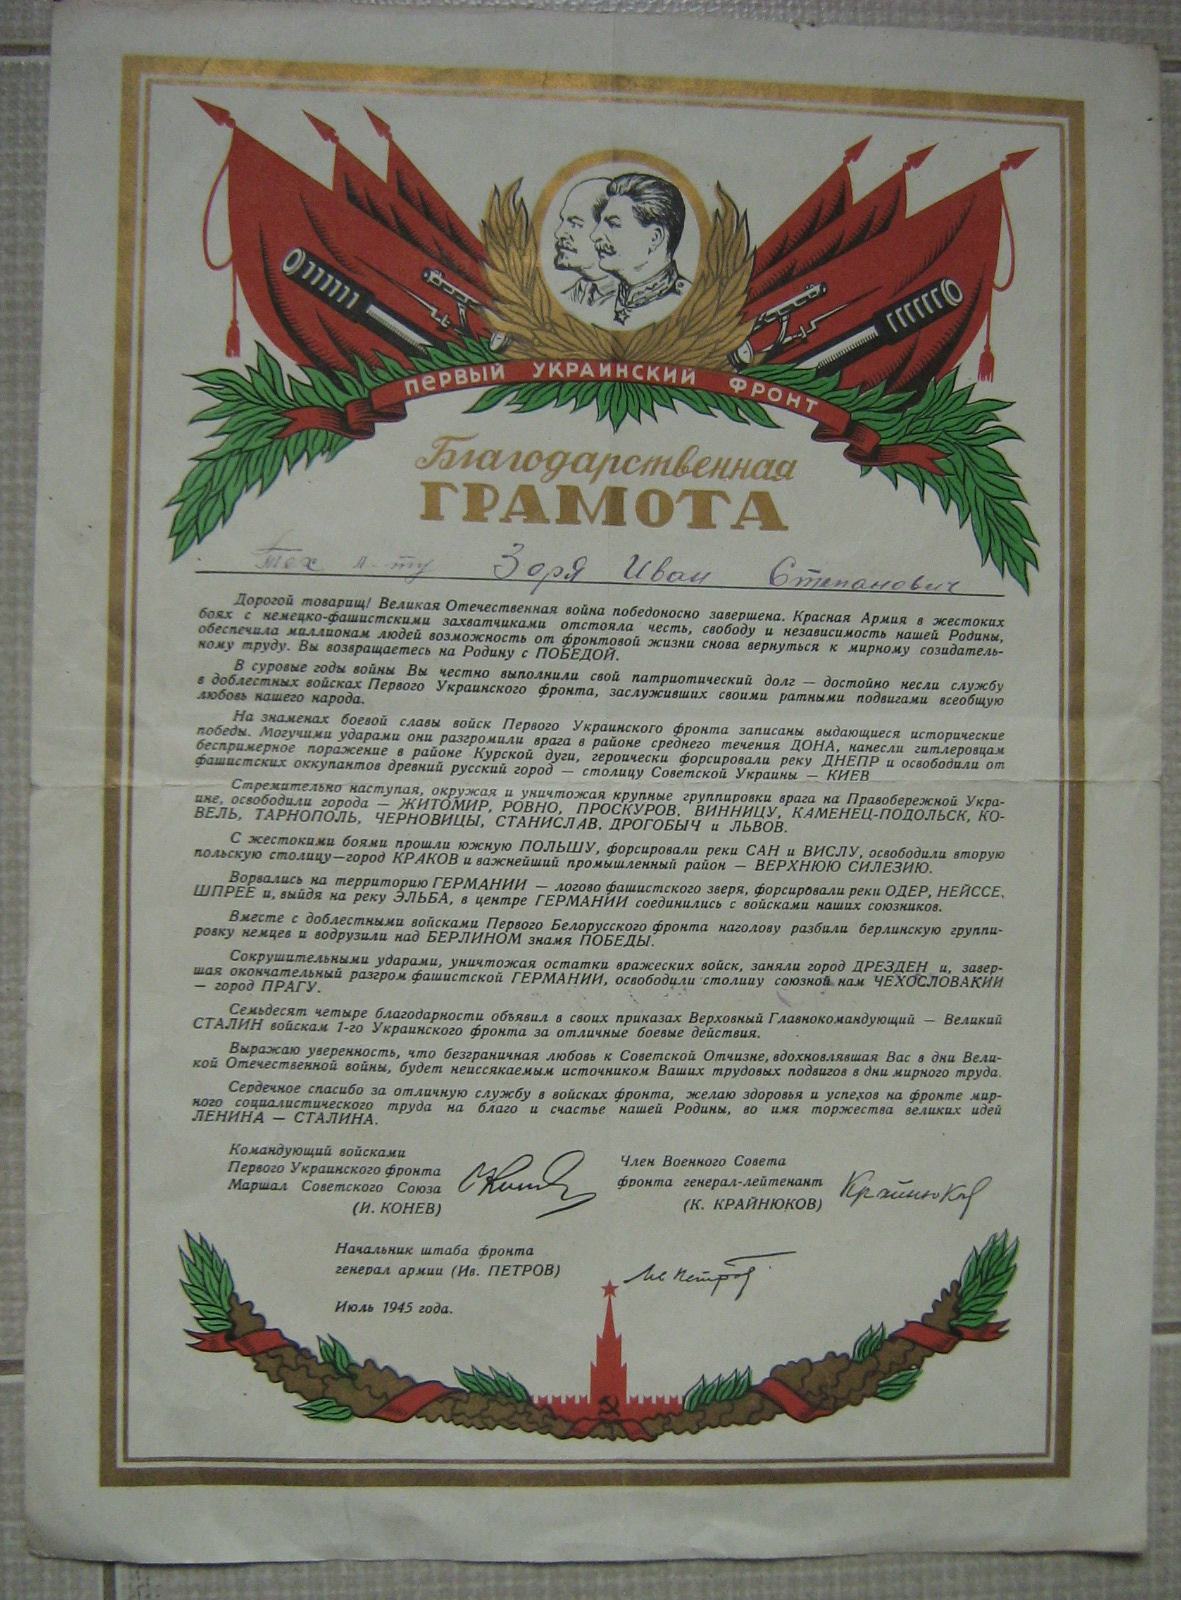 ПЕРВЫЙ УКРАИНСКИЙ ФРОНТ
Благодарственная
ГРАМОТА
Тех л-ту Зоря Иван Степанович
Дорогой товарищ! Великая Отечественная война победоносно завершена. Красная Армия в жестоких
боях с немецко-фашистскими захватчиками отстояла честь, свободу и независимость нашей Родины,
обеспечила миллионам людей возможность от фронтовой жизни снова вернуться к мирному созидатель-
ному труду. Вы возвращаетесь на Родину с ПОБЕДОЙ.
В суровые годы войны Вы честно выполнили свой патриотический долг — достойно несли службу
в доблестных войсках Первого Украинского фронта, заслуживших своими ратными подвигами всеобщую
любовь нашего народа.
На знаменах боевой славы войск Первого Украинского фронта записаны выдающиеся исторические
победы. Могучими ударами они разгромили врага в районе среднего течения ДОНА, нанесли гитлеровцам
беспримерное поражение в районе Курской дуги, героически форсировали реку ДНЕПР и освободили от
фашистских оккупантов древний русский город — столицу Советской Украины — КИЕВ
Стремительно наступая, окружая и уничтожая крупные группировки врага на Правобережной Укра-
ине, освободили города — ЖИТОМИР, РОВНО, ПРОСКУРОВ, ВИННИЦУ, КАМЕНЕЦ-ПОДОЛЬСК, КО-
ВЕЛЬ, ТАРНОПОЛЬ, ЧЕРНОВИЦЫ, СТАНИСЛАВ, ДРОГОБЫЧ и ЛЬВОВ.
С жестокими боями прошли южную ПОЛЬШУ, форсировали реки САН и ВИСЛУ, освободили вторую
польскую столицу—город КРАКОВ и важнейший промышленный район — ВЕРХНЮЮ СИЛЕЗИЮ.
Ворвались на территорию ГЕРМАНИИ — логово фашистского зверя, форсировали реки ОДЕР, НЕЙССЕ,
ШПРЕЕ и, выйдя на реку ЭЛЬБА, в центре ГЕРМАНИИ соединились с войсками наших союзников.
Вместе с доблестными войсками Первого Белорусского фронта наголову разбили берлинскую группи-
ровку немцев и водрузили над БЕРЛИНОМ знамя ПОБЕДЫ.
Сокрушительными ударами, уничтожая остатки вражеских войск, заняли город ДРЕЗДЕН и, завер-
шая окончательный разгром фашистской ГЕРМАНИИ, освободили столицу союзной нам ЧЕХОСЛОВАКИИ
— город ПРАГУ.
Семьдесят четыре благодарности объявил в своих приказах Верховный Главнокомандующий — Великий
СТАЛИН войскам 1-го Украинского фронта за отличные боевые действия.
Выражаю уверенность, что безграничная любовь к Советской Отчизне, вдохновлявшая Вас в дни Вели-
кой Отечественной войны, будет неиссякаемым источником Ваших трудовых подвигов в дни мирного труда.
Сердечное спасибо за отличную службу в войсках фронта, желаю здоровья и успехов на фронте мир-
ного социалистического труда на благо и счастье нашей Родины, во имя торжества великих идей
ЛЕНИНА — СТАЛИНА.
Командующий войсками
Первого Украинского фронта
Маршал Советского Союза
(И. КОНЕВ)
Член Военного Совета
фронта генерал-лейтенант
(К. КРАЙНЮКОВ)
Крайнюков
Начальник штаба фронта
генерал армии (Ив. ПЕТРОВ)
Ив Петров
Июль 1945 года.